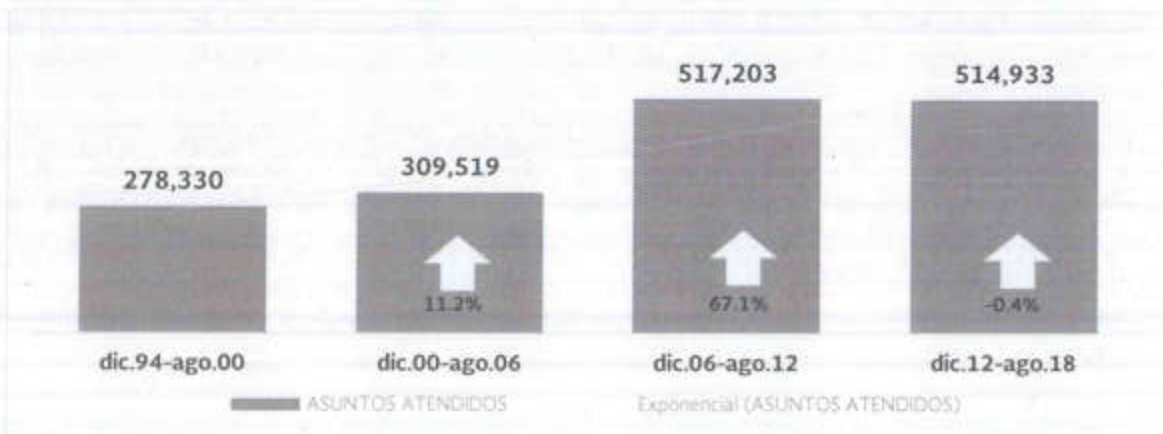 517,203 514,933
309,519
278,330
11.2% 67.1% -0.4%
dic.94-ago.00 dic.00-ago.06 dic.06-ago.12 dic.12-ago.18
ASUNTOS ATENDIDOS Exponencial (ASUNTOS ATENDIDOS)